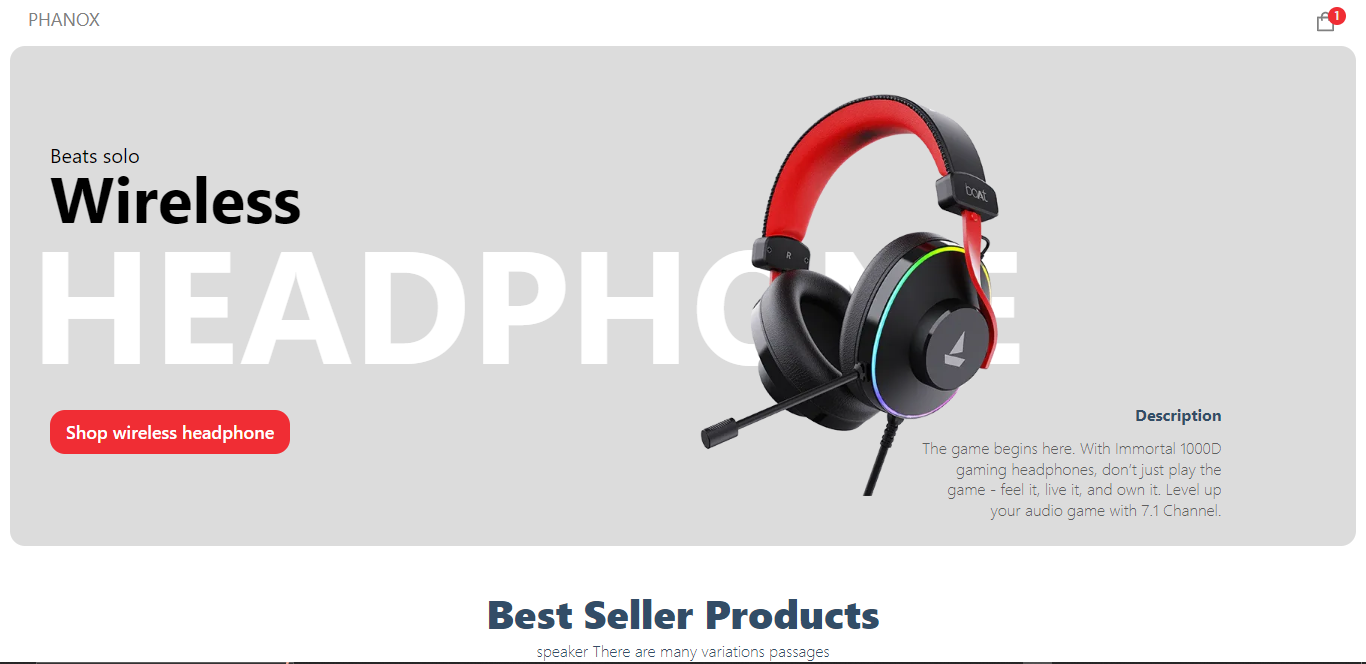 PHANOX
1
Beats solo
Wireless
HEADPHONE
boAt
R
Shop wireless headphone
Description
The game begins here. With Immortal 1000D
gaming headphones, don't just play the
game - feel it, live it, and own it. Level up
your audio game with 7.1 Channel.
Best Seller Products
speaker There are many variations passages